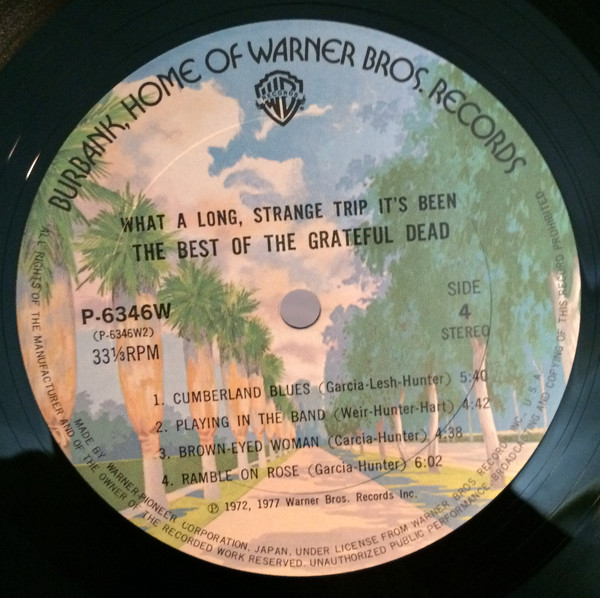 BURBANK, HOME OF WARNER BROS. RECORDS
RECORDS
WHAT A LONG, STRANGE TRIP IT'S BEEN
THE BEST OF THE GRATEFUL DEAD
P-6346W
(P-6346W2)
33⅓RPM
SIDE
4
STEREO
1. CUMBERLAND BLUES (Garcia-Lesh-Hunter) 5:40
2. PLAYING IN THE BAND (Weir-Hunter-Hart) 4:42
3. BROWN-EYED WOMAN (Carcia-Hunter) 4:38
4. RAMBLE ON ROSE (Garcia-Hunter) 6:02
Ⓟ 1972, 1977 Warner Bros. Records Inc.
MADE BY WARNER-PIONEER CORPORATION, JAPAN, UNDER LICENSE FROM WARNER BROS. RECORDS INC., U.S.
ALL RIGHTS OF THE MANUFACTURER AND OF THE OWNER OF THE RECORDED WORK RESERVED. UNAUTHORIZED PUBLIC PERFORMANCE, BROADCASTING AND COPYING OF THIS RECORD PROHIBITED